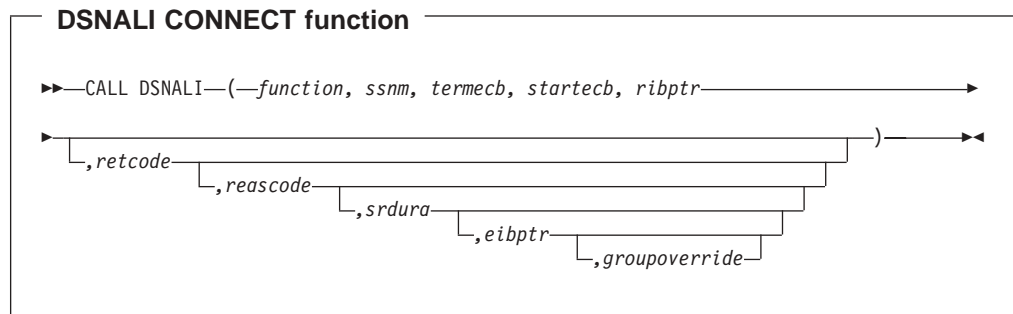 DSNALI CONNECT function
CALL DSNALI ( function, ssnm, termecb, startecb, ribptr
)
,retcode
,reascode
,srdura
,eibptr
,groupoverride